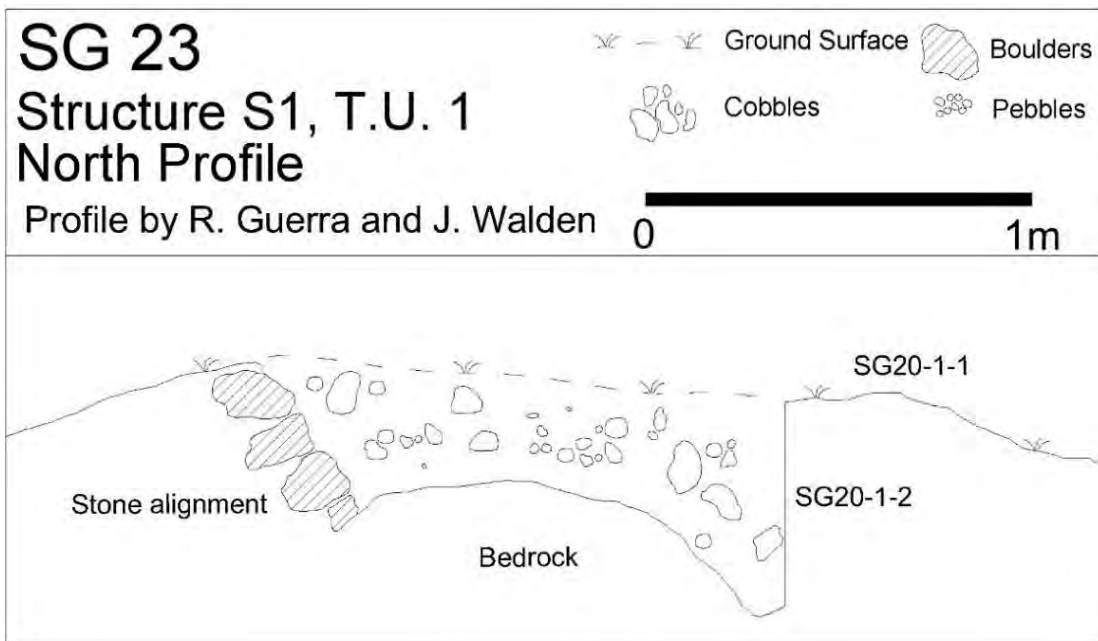 SG 23
Structure S1, T.U. 1
North Profile
Profile by R. Guerra and J. Walden
Ground Surface
Boulders
Cobbles
Pebbles
0
1m
SG20-1-1
SG20-1-2
Stone alignment
Bedrock